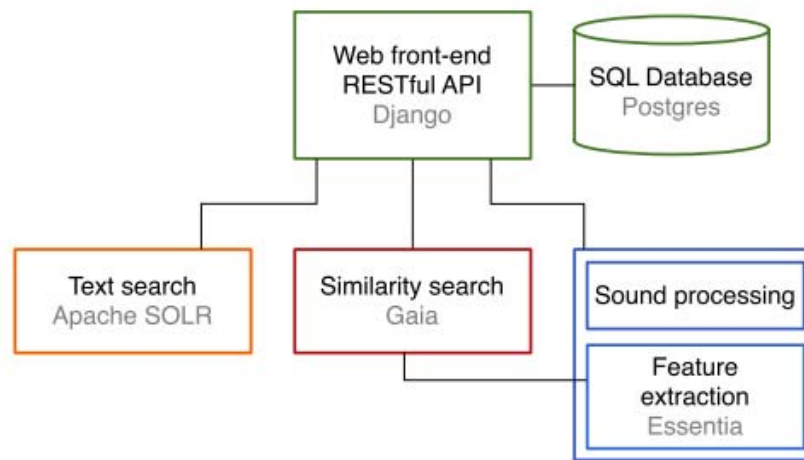 Web front-end
RESTful API
Django
SQL Database
Postgres
Text search
Apache SOLR
Similarity search
Gaia
Sound processing
Feature
extraction
Essentia